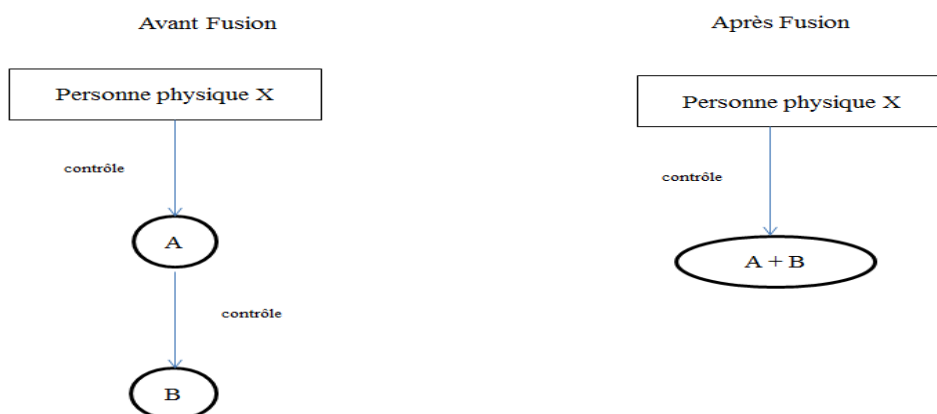 Avant Fusion
Personne physique X
contrôle
A
contrôle
B
Après Fusion
Personne physique X
contrôle
A + B